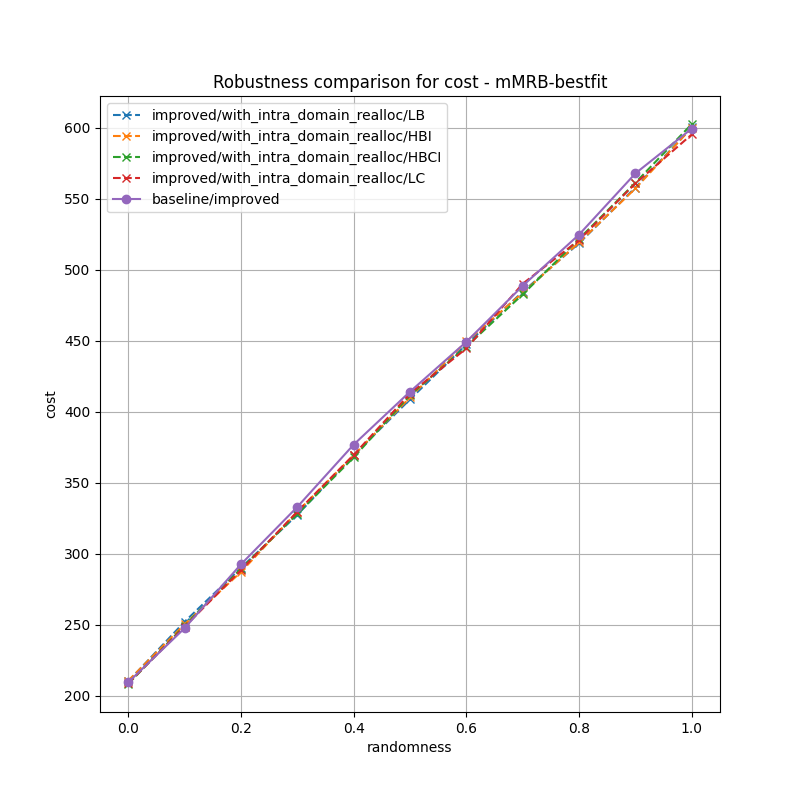 Robustness comparison for cost - mMRB-bestfit
improved/with_intra_domain_realloc/LB
improved/with_intra_domain_realloc/HBI
improved/with_intra_domain_realloc/HBCI
improved/with_intra_domain_realloc/LC
baseline/improved
600
550
500
450
400
350
300
250
200
cost
0.0 0.2 0.4 0.6 0.8 1.0
randomness